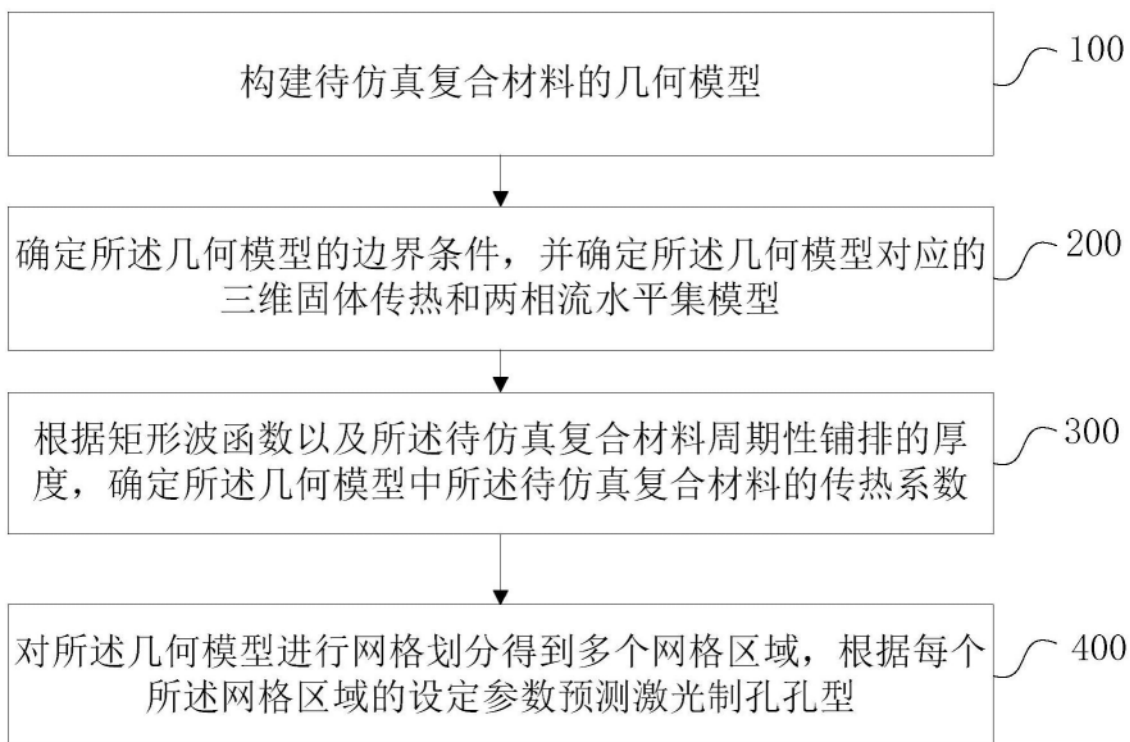 构建待仿真复合材料的几何模型
100
确定所述几何模型的边界条件，并确定所述几何模型对应的
三维固体传热和两相流水平集模型
200
根据矩形波函数以及所述待仿真复合材料周期性铺排的厚
度，确定所述几何模型中所述待仿真复合材料的传热系数
300
对所述几何模型进行网格划分得到多个网格区域，根据每个
所述网格区域的设定参数预测激光制孔孔型
400